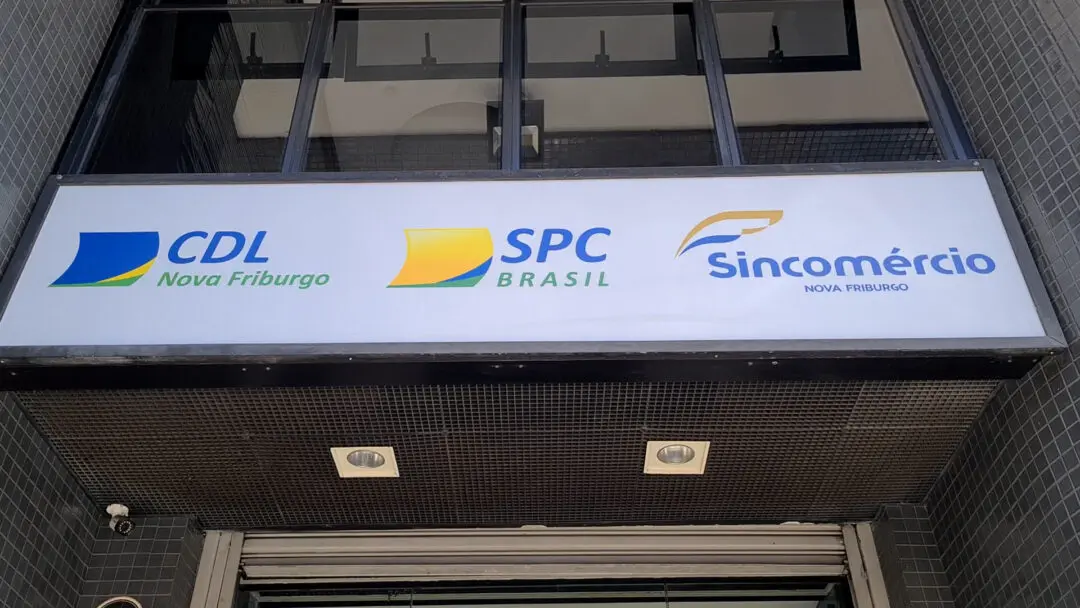 CDL
Nova Friburgo
SPC
BRASIL
Sincomércio
NOVA FRIBURGO